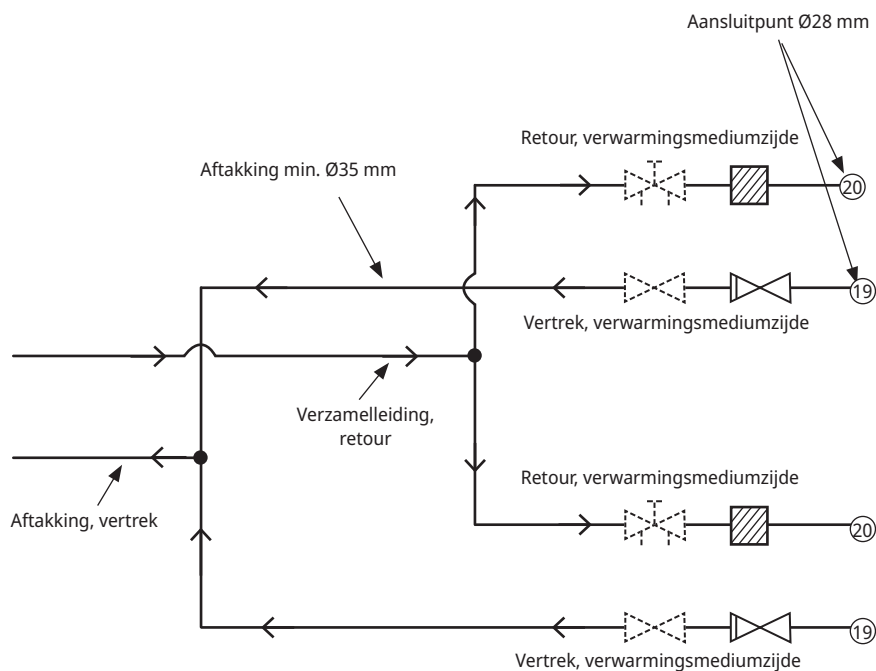 Aansluitpunt Ø28 mm
Retour, verwarmingsmediumzijde
Aftakking min. Ø35 mm
20
19
Vertrek, verwarmingsmediumzijde
Verzamelleiding,
retour
Retour, verwarmingsmediumzijde
Aftakking, vertrek
20
19
Vertrek, verwarmingsmediumzijde